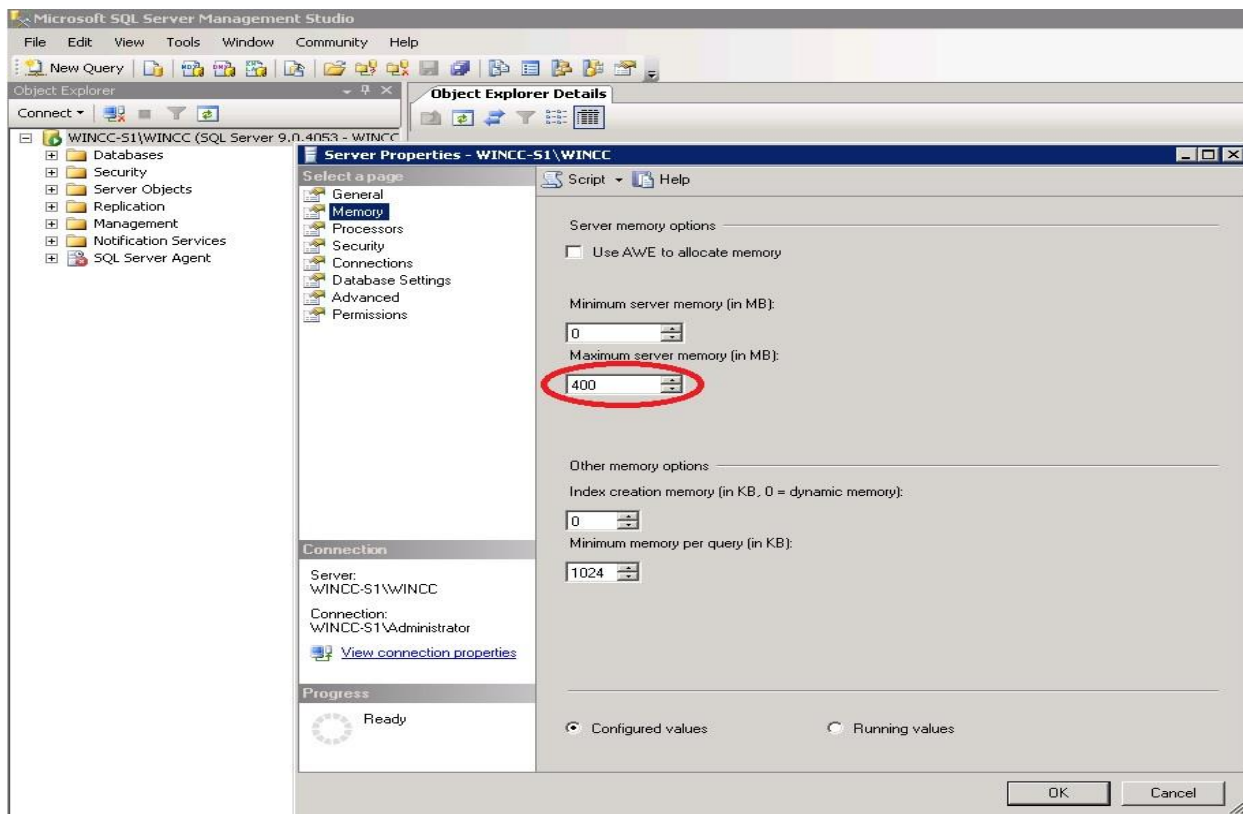 Microsoft SQL Server Management Studio
File Edit View Tools Window Community Help
New Query
Object Explorer
Object Explorer Details
Connect
WINCC-S1\WINCC (SQL Server 9.0.4053 - WINCC
Databases
Security
Server Objects
Replication
Management
Notification Services
SQL Server Agent
Server Properties - WINCC-S1\WINCC
Select a page
General
Memory
Processors
Security
Connections
Database Settings
Advanced
Permissions
Script Help
Server memory options
Use AWE to allocate memory
Minimum server memory (in MB):
0
Maximum server memory (in MB):
400
Other memory options
Index creation memory (in KB, 0 = dynamic memory):
0
Minimum memory per query (in KB):
1024
Connection
Server:
WINCC-S1\WINCC
Connection:
WINCC-S1\Administrator
View connection properties
Progress
Ready
Configured values Running values
OK Cancel